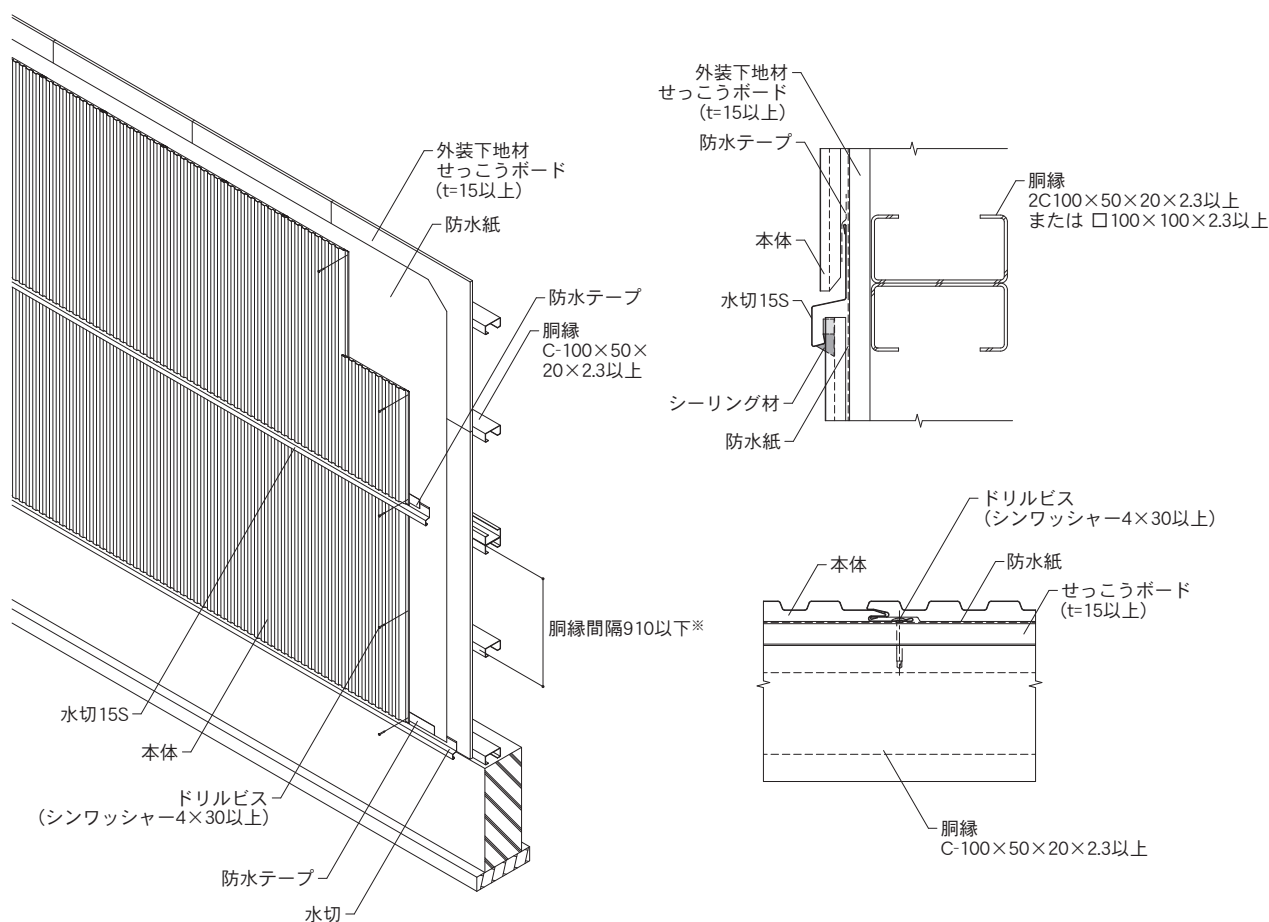 外装下地材
せっこうボード
(t=15以上)
防水紙
防水テープ
胴縁
C-100×50×
20×2.3以上
胴縁間隔910以下※
水切15S
本体
ドリルビス
(シンワッシャー4×30以上)
防水テープ
水切
外装下地材
せっこうボード
(t=15以上)
防水テープ
胴縁
2C100×50×20×2.3以上
または □100×100×2.3以上
本体
水切15S
シーリング材
防水紙
ドリルビス
(シンワッシャー4×30以上)
本体
防水紙
せっこうボード
(t=15以上)
胴縁
C-100×50×20×2.3以上